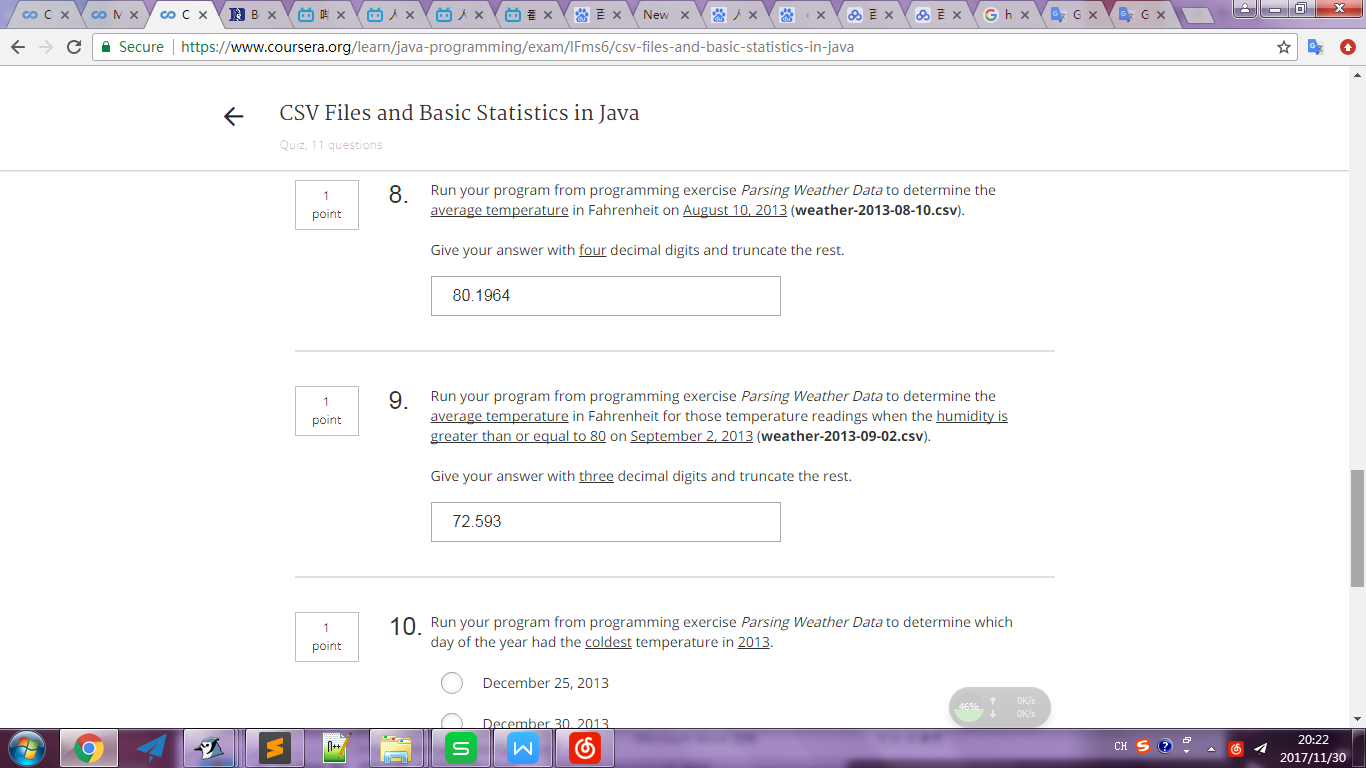 C
M
C
B
New
G h
G
G
Secure
https://www.coursera.org/learn/java-programming/exam/lFms6/csv-files-and-basic-statistics-in-java
CSV Files and Basic Statistics in Java
Quiz, 11 questions
1
point
8.
Run your program from programming exercise Parsing Weather Data to determine the
average temperature in Fahrenheit on August 10, 2013 (weather-2013-08-10.csv).
Give your answer with four decimal digits and truncate the rest.
80.1964
1
point
9.
Run your program from programming exercise Parsing Weather Data to determine the
average temperature in Fahrenheit for those temperature readings when the humidity is
greater than or equal to 80 on September 2, 2013 (weather-2013-09-02.csv).
Give your answer with three decimal digits and truncate the rest.
72.593
1
point
10.
Run your program from programming exercise Parsing Weather Data to determine which
day of the year had the coldest temperature in 2013.
December 25, 2013
December 30, 2013
46%
0K/s
0K/s
CH
20:22
2017/11/30